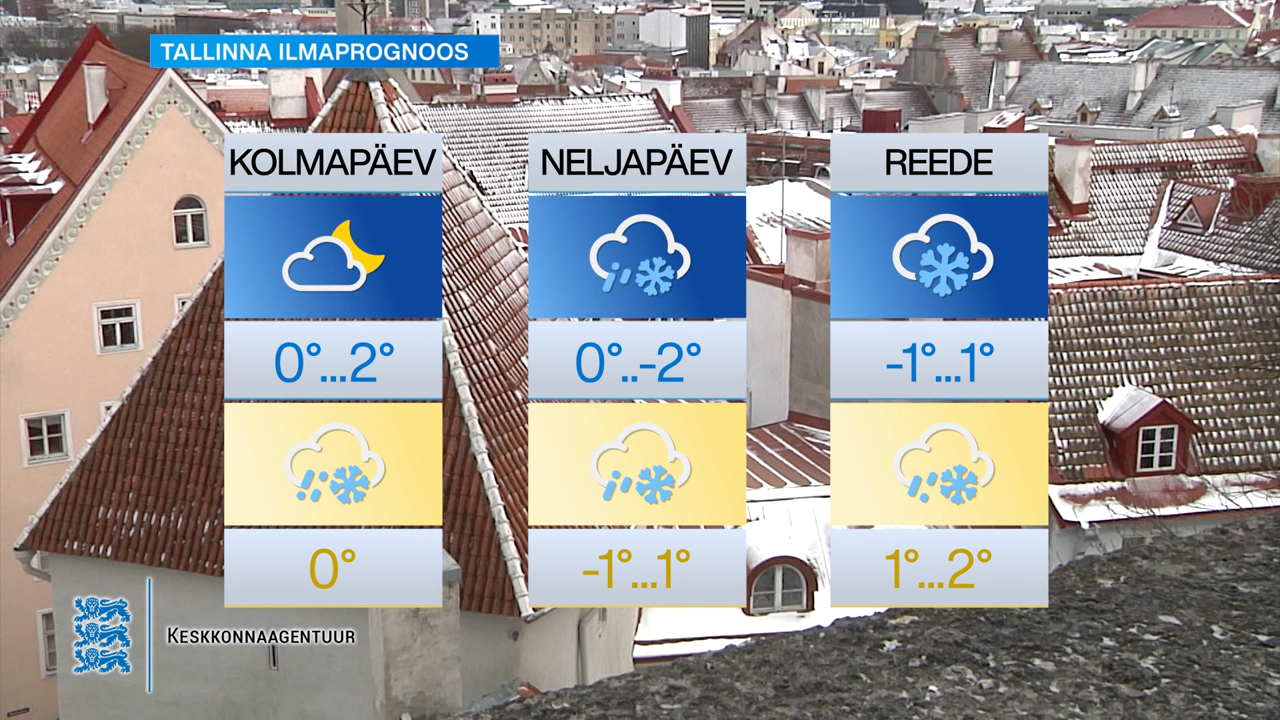 TALLINNA ILMAPROGNOOS
KOLMAPÄEV
NELJAPÄEV
REEDE
0°...2°
0°..-2°
-1°...1°
0°
-1°...1°
1°...2°
KESKKONNAAGENTUUR